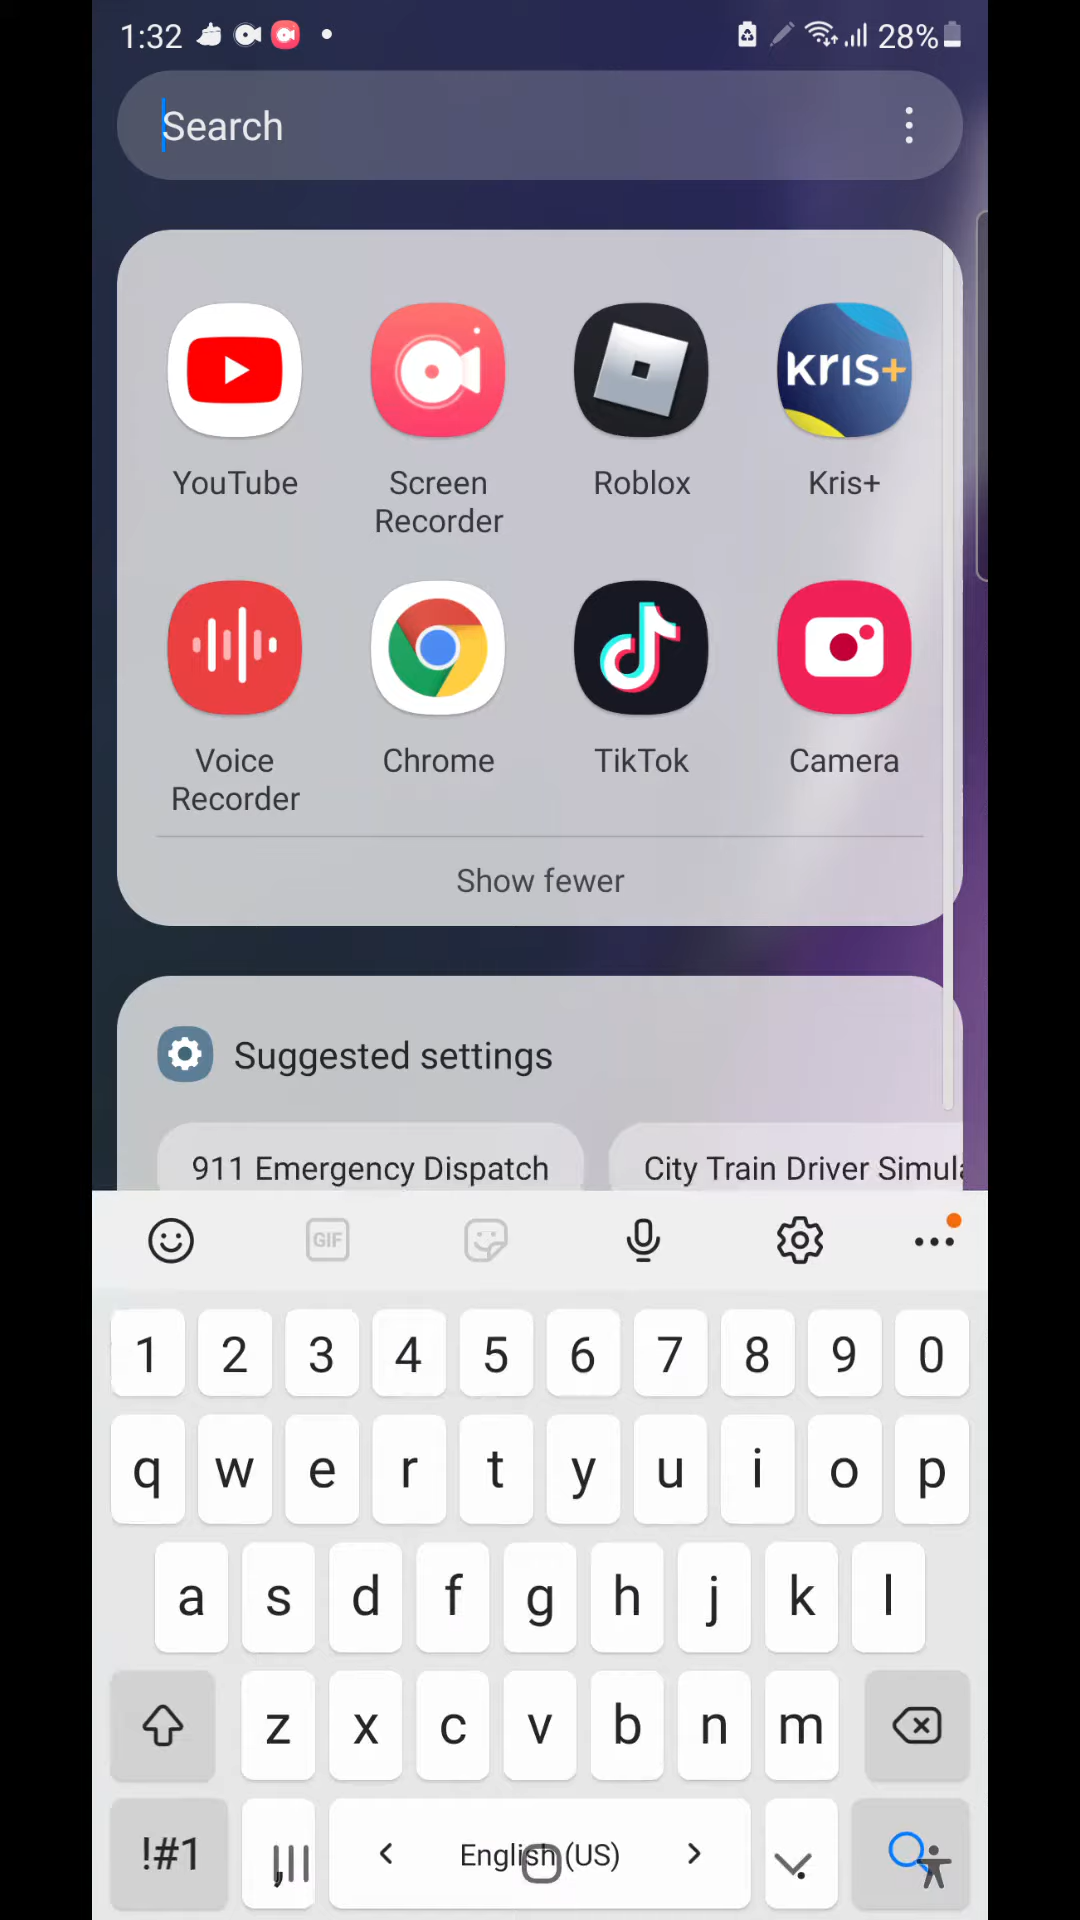 1:32 28%
Search
kris+
YouTube Screen Recorder Roblox Kris+
Voice Recorder Chrome TikTok Camera
Show fewer
Suggested settings
911 Emergency Dispatch City Train Driver Simula
GIF
1 2 3 4 5 6 7 8 9 0
q w e r t y u i o p
a s d f g h j k l
z x c v b n m
!#1 , < English (US) > .